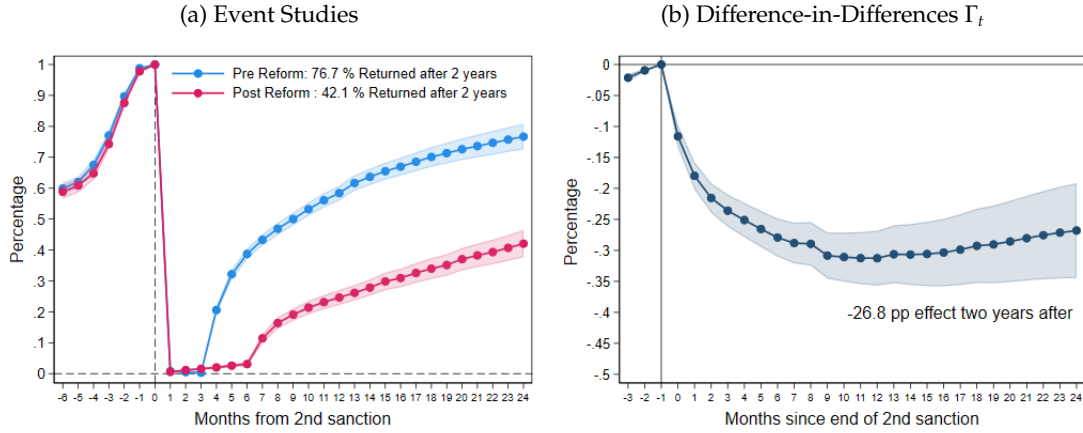 (a) Event Studies
Pre Reform: 76.7 % Returned after 2 years
Post Reform : 42.1 % Returned after 2 years
1
.9
.8
.7
.6
.5
.4
.3
.2
.1
0
Percentage
-6 -5 -4 -3 -2 -1 0 1 2 3 4 5 6 7 8 9 10 11 12 13 14 15 16 17 18 19 20 21 22 23 24
Months from 2nd sanction
(b) Difference-in-Differences Γt
0
-.05
-.1
-.15
-.2
-.25
-.3
-.35
-.4
-.45
-.5
Percentage
-26.8 pp effect two years after
-3 -2 -1 0 1 2 3 4 5 6 7 8 9 10 11 12 13 14 15 16 17 18 19 20 21 22 23 24
Months since end of 2nd sanction